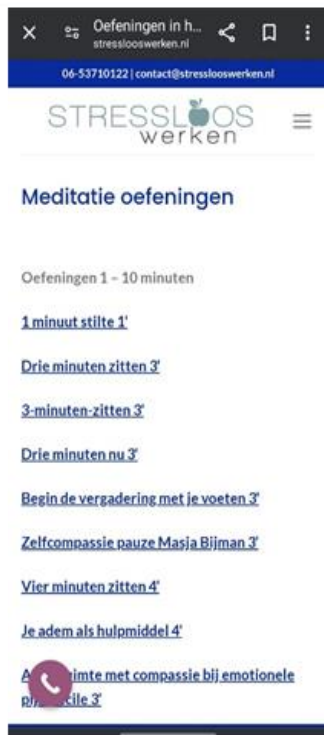 Oefeningen in h...
stresslooswerken.nl
06-53710122 | contact@stresslooswerken.nl
STRESSLOOS
werken
Meditatie oefeningen
Oefeningen 1 – 10 minuten
1 minuut stilte 1'
Drie minuten zitten 3'
3-minuten-zitten 3'
Drie minuten nu 3'
Begin de vergadering met je voeten 3'
Zelfcompassie pauze Masja Bijman 3'
Vier minuten zitten 4'
Je adem als hulpmiddel 4'
met compassie bij emotionele
3'